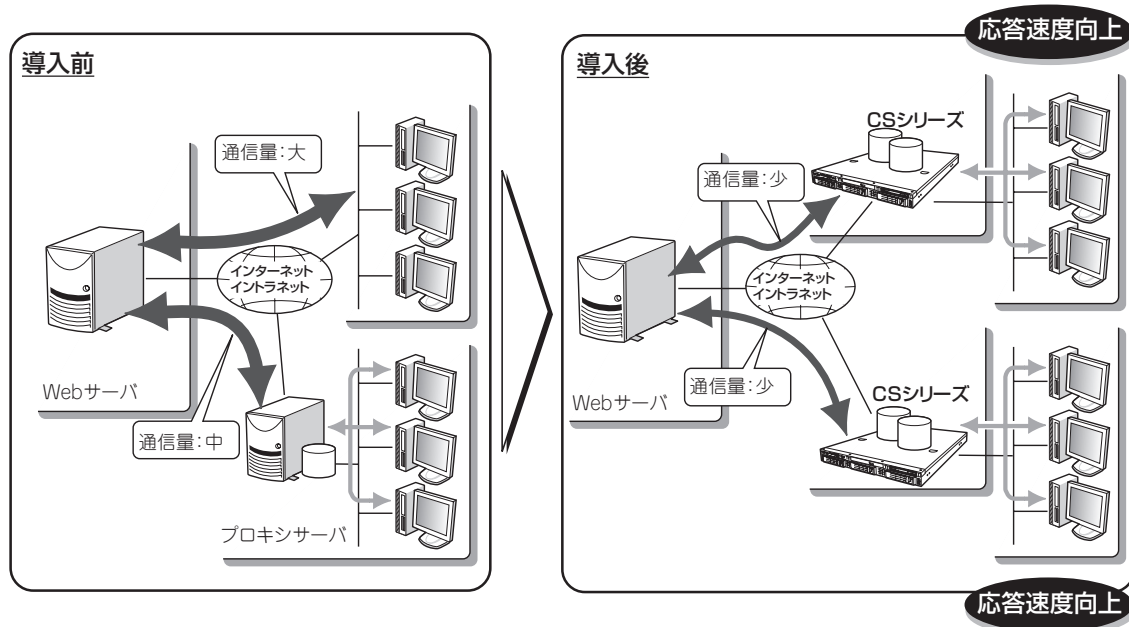 応答速度向上
導入前
通信量:大
インターネット
イントラネット
Webサーバ
通信量:中
プロキシサーバ
導入後
CSシリーズ
通信量:少
インターネット
イントラネット
通信量:少
Webサーバ
CSシリーズ
応答速度向上